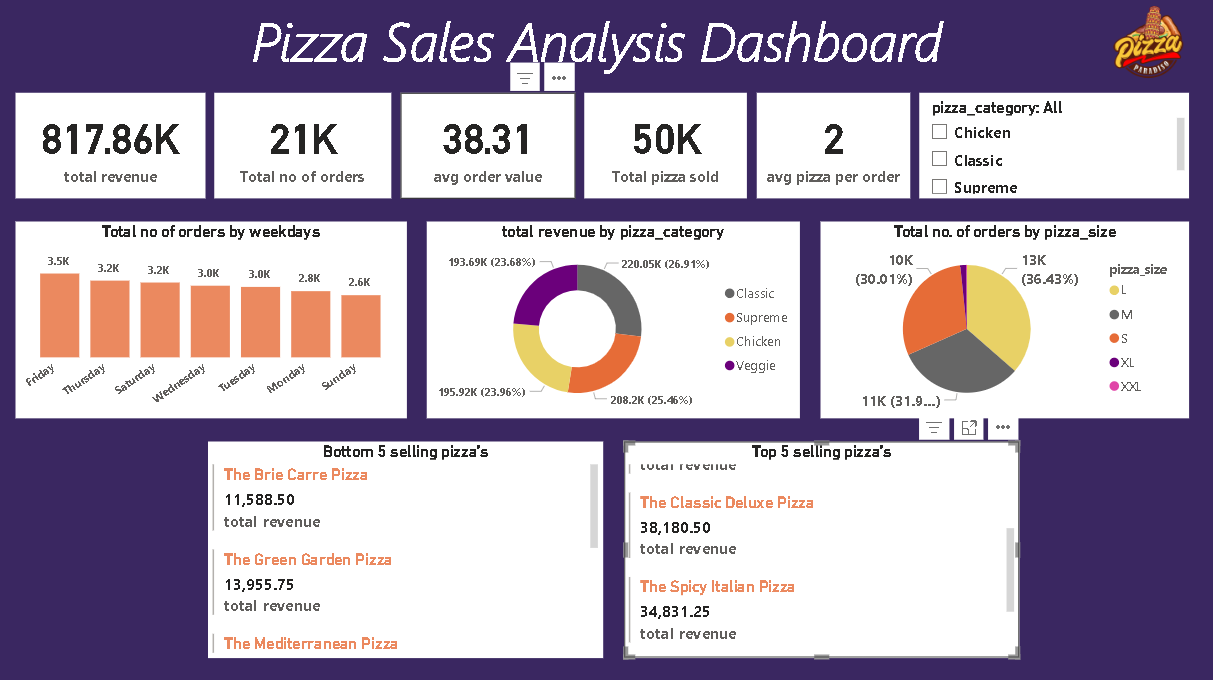 Pizza Sales Analysis Dashboard
Pizza
PARADISO
817.86K
total revenue
21K
Total no of orders
38.31
avg order value
50K
Total pizza sold
2
avg pizza per order
pizza_category: All
Chicken
Classic
Supreme
Total no of orders by weekdays
3.5K
3.2K
3.2K
3.0K
3.0K
2.8K
2.6K
Friday
Thursday
Saturday
Wednesday
Tuesday
Monday
Sunday
total revenue by pizza_category
193.69K (23.68%)
220.05K (26.91%)
195.92K (23.96%)
208.2K (25.46%)
Classic
Supreme
Chicken
Veggie
Total no. of orders by pizza_size
10K
(30.01%)
13K
(36.43%)
11K (31.9...)
pizza_size
L
M
S
XL
XXL
Bottom 5 selling pizza's
The Brie Carre Pizza
11,588.50
total revenue
The Green Garden Pizza
13,955.75
total revenue
The Mediterranean Pizza
Top 5 selling pizza's
total revenue
The Classic Deluxe Pizza
38,180.50
total revenue
The Spicy Italian Pizza
34,831.25
total revenue